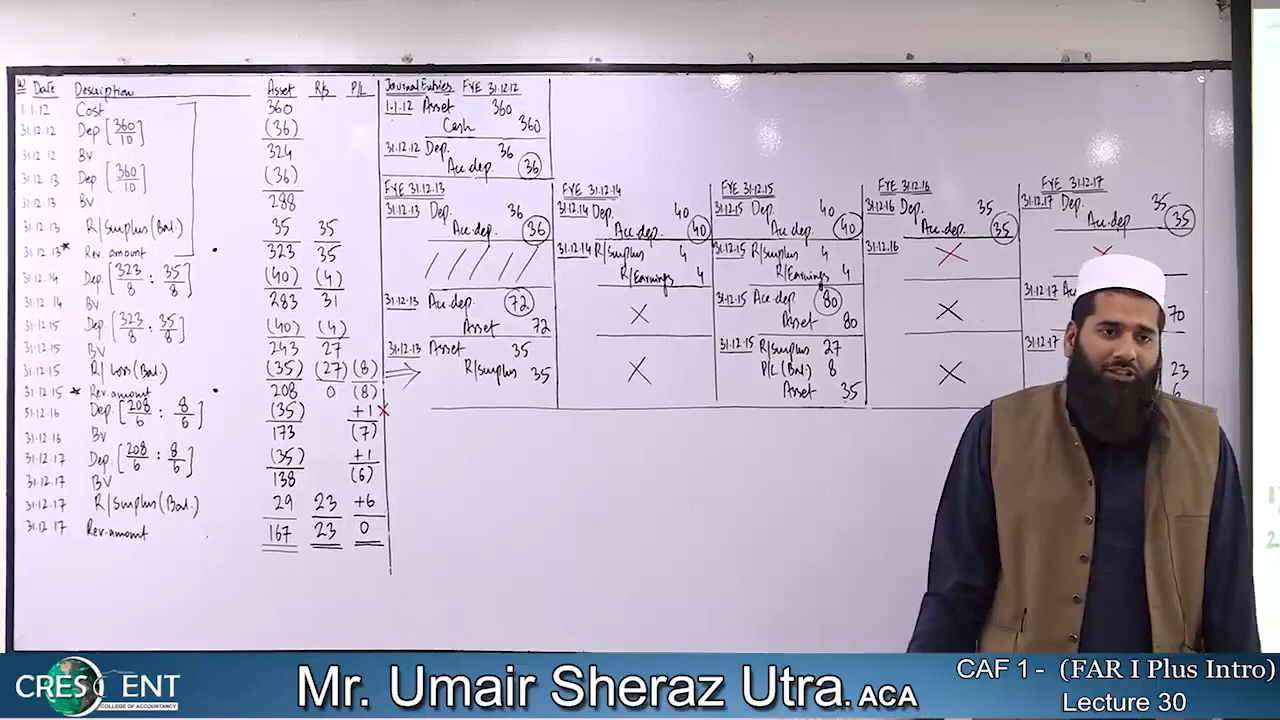 W Date Description Asset R/s P/L
1.1.12 Cost 360
31.12.12 Dep [360/10] (36)
31.12.12 BV 324
31.12.13 Dep [360/10] (36)
31.12.13 BV 288
31.12.13 R/Surplus (Bal.) 35 35
31.12.13* Rev. amount 323 35
31.12.14 Dep [323/8 : 35/8] (40) (4)
31.12.14 BV 283 31
31.12.15 Dep [323/8 : 35/8] (40) (4)
31.12.15 BV 243 27
31.12.15 R/Loss (Bal.) (35) (27) (8)
31.12.15 * Rev. amount 208 0 (8)
31.12.16 Dep. [208/6 : 8/6] (35) +1 X
31.12.16 BV 173 (7)
31.12.17 Dep. [208/6 : 8/6] (35) +1
31.12.17 BV 138 (6)
31.12.17 R/Surplus (Bal.) 29 23 +6
31.12.17 Rev. amount 167 23 0
Journal Entries FYE 31.12.12
1.1.12 Asset 360
Cash 360
31.12.12 Dep. 36
Acc. dep. 36
FYE 31.12.13
31.12.13 Dep. 36
Acc. dep. 36
31.12.13 Acc. dep. 72
Asset 72
31.12.13 Asset 35
R/Surplus 35
FYE 31.12.14
31.12.14 Dep. 40
Acc. dep. 40
31.12.14 R/Surplus 4
R/Earnings 4
FYE 31.12.15
31.12.15 Dep. 40
Acc. dep. 40
31.12.15 R/Surplus 4
R/Earnings 4
31.12.15 Acc. dep. 80
Asset 80
31.12.15 R/Surplus 27
P/L (Bal.) 8
Asset 35
FYE 31.12.16
31.12.16 Dep. 35
Acc. dep. 35
31.12.16
FYE 31.12.17
31.12.17 Dep. 35
Acc. dep. 35
31.12.17
70
31.12.17
23
6
CRESCENT
COLLEGE OF ACCOUNTANCY
Mr. Umair Sheraz Utra. ACA
CAF 1 - (FAR I Plus Intro)
Lecture 30